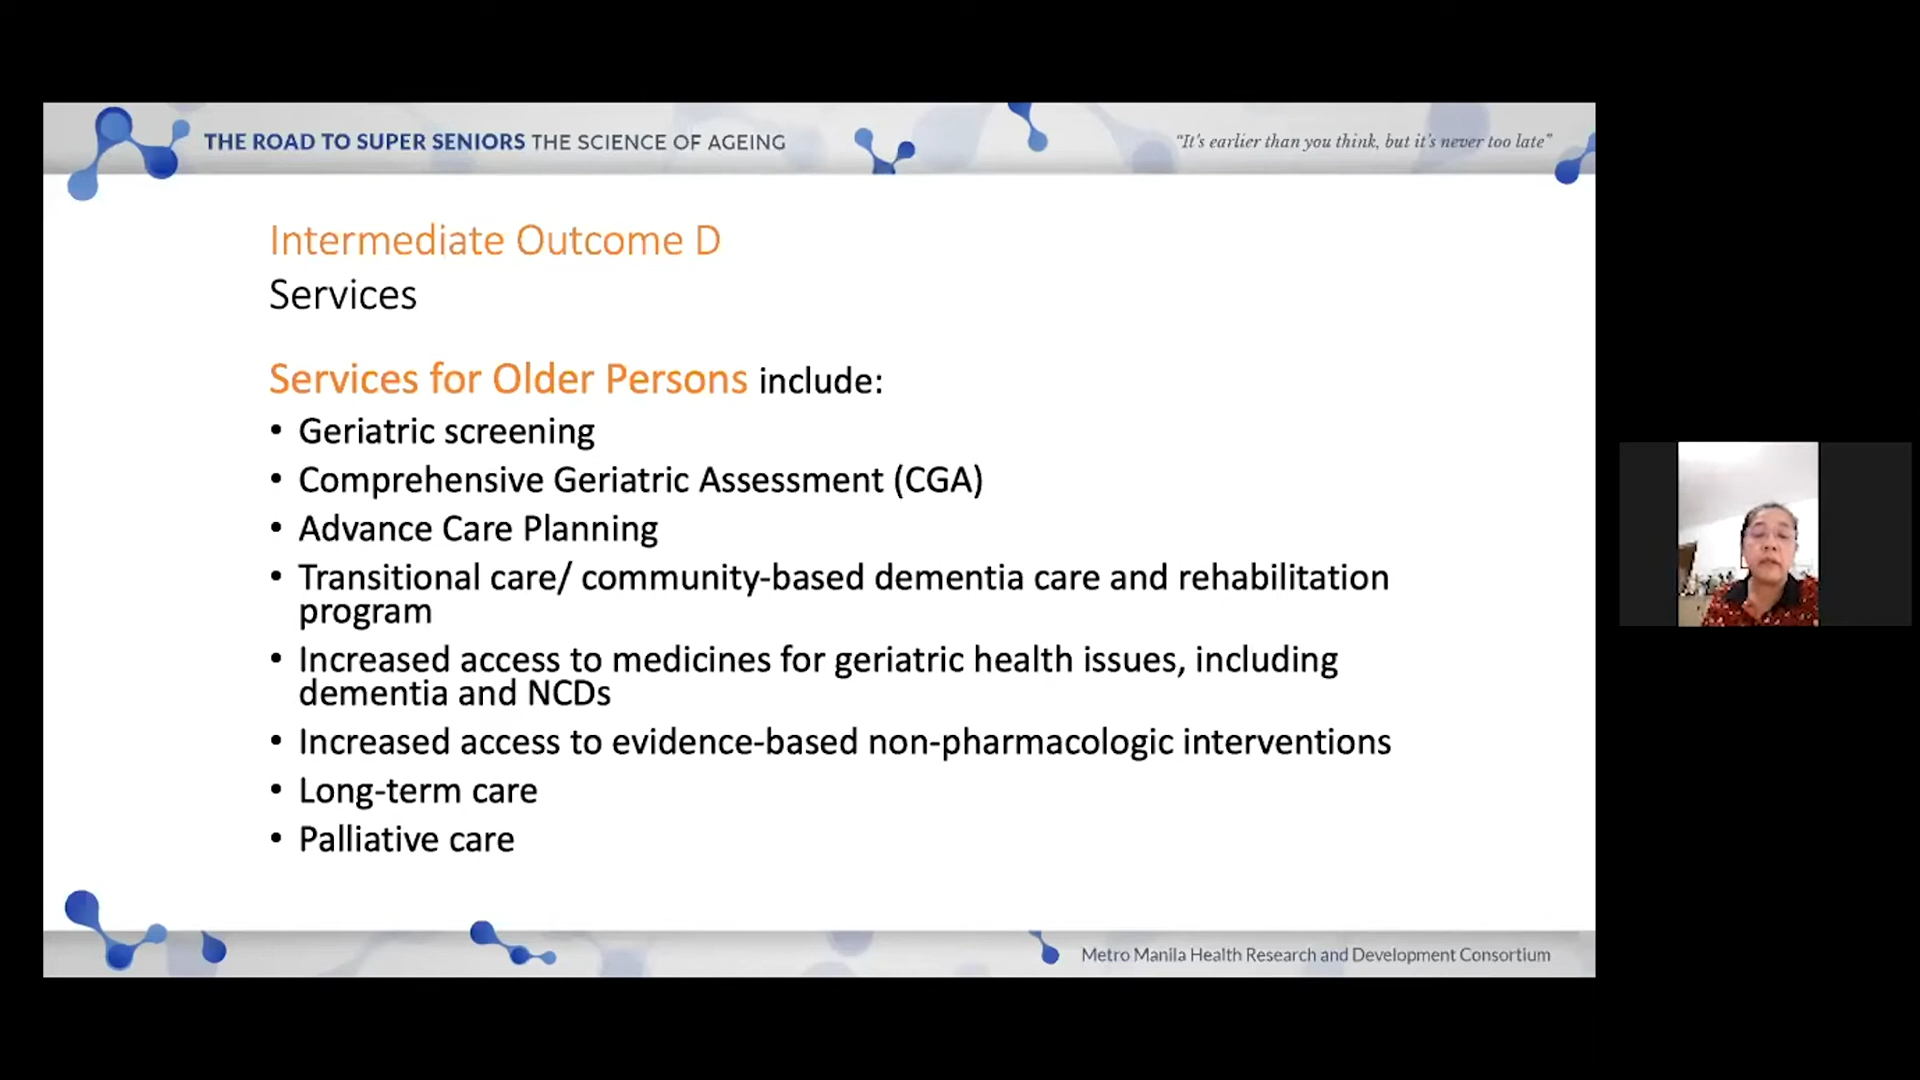 THE ROAD TO SUPER SENIORS THE SCIENCE OF AGEING
“It’s earlier than you think, but it’s never too late”
Intermediate Outcome D
Services
Services for Older Persons include:
• Geriatric screening
• Comprehensive Geriatric Assessment (CGA)
• Advance Care Planning
• Transitional care/ community-based dementia care and rehabilitation
program
• Increased access to medicines for geriatric health issues, including
dementia and NCDs
• Increased access to evidence-based non-pharmacologic interventions
• Long-term care
• Palliative care
Metro Manila Health Research and Development Consortium